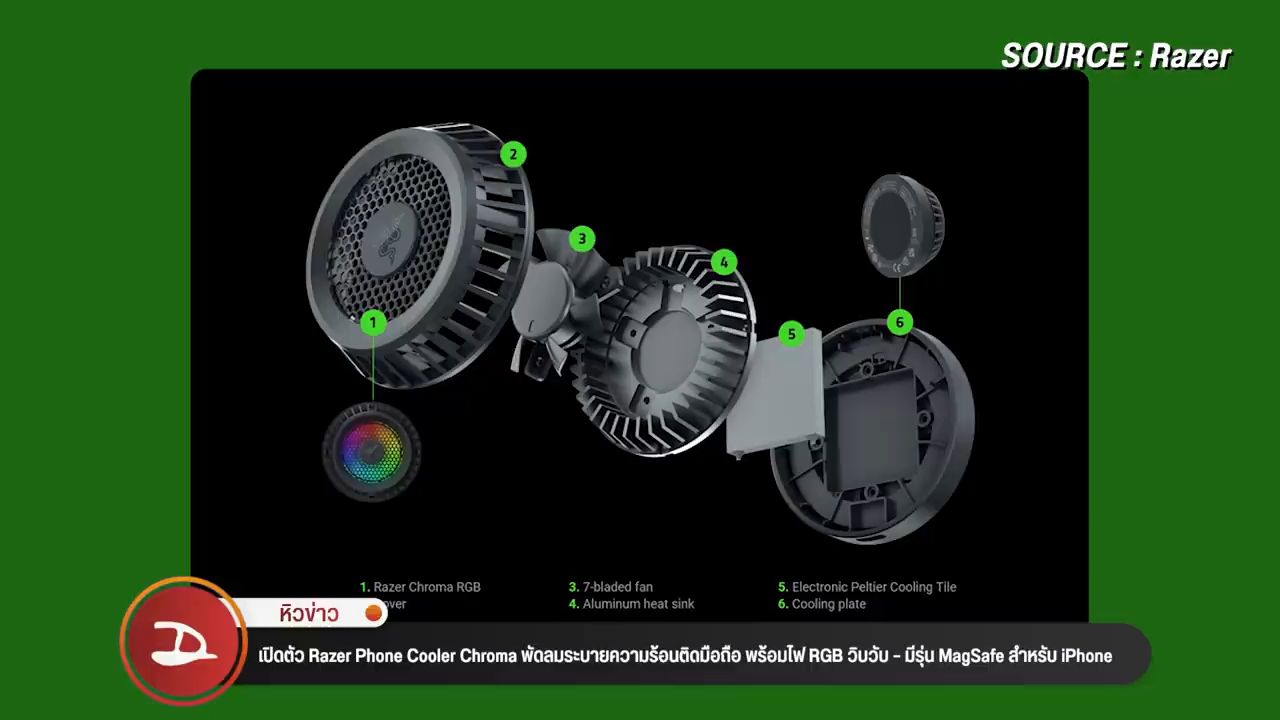 SOURCE : Razer
2
3
4
1
5
6
1. Razer Chroma RGB
3. 7-bladed fan
5. Electronic Peltier Cooling Tile
4. Aluminum heat sink
6. Cooling plate
หิวข่าว
เปิดตัว Razer Phone Cooler Chroma พัดลมระบายความร้อนติดมือถือ พร้อมไฟ RGB วิบวับ - มีรุ่น MagSafe สำหรับ iPhone